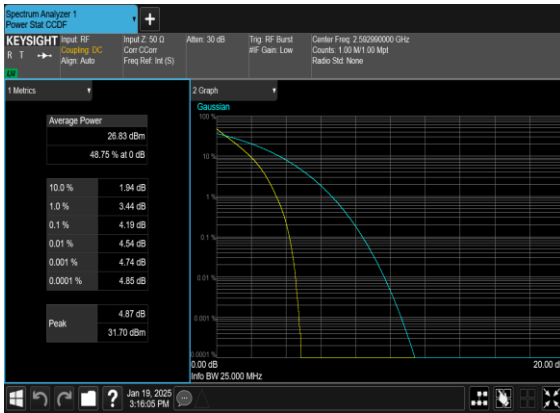 Spectrum Analyzer 1
Power Stat CCDF
+
KEYSIGHT
R T
LXI
Input: RF
Coupling: DC
Align: Auto
Input Z: 50 Ω
Corr CCorr
Freq Ref: Int (S)
Atten: 30 dB
Trig: RF Burst
#IF Gain: Low
Center Freq: 2.592990000 GHz
Counts: 1.00 M/1.00 Mpt
Radio Std: None
1 Metrics
Average Power
26.83 dBm
48.75 % at 0 dB
10.0 % 1.94 dB
1.0 % 3.44 dB
0.1 % 4.19 dB
0.01 % 4.54 dB
0.001 % 4.74 dB
0.0001 % 4.85 dB
Peak
4.87 dB
31.70 dBm
2 Graph
Gaussian
100 %
10 %
1 %
0.1 %
0.01 %
0.001 %
0.0001 %
0.00 dB
20.00 d
Info BW 25.000 MHz
?
Jan 19, 2025
3:16:05 PM